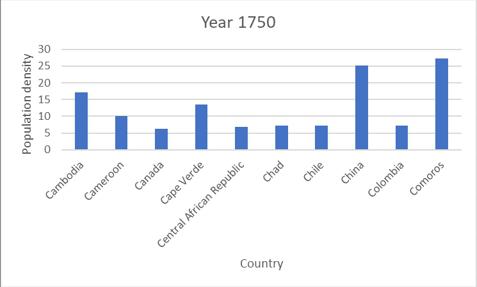 Year 1750
Population density
30
25
20
15
10
5
0
Cambodia
Cameroon
Canada
Cape Verde
Central African Republic
Chad
Chile
China
Colombia
Comoros
Country